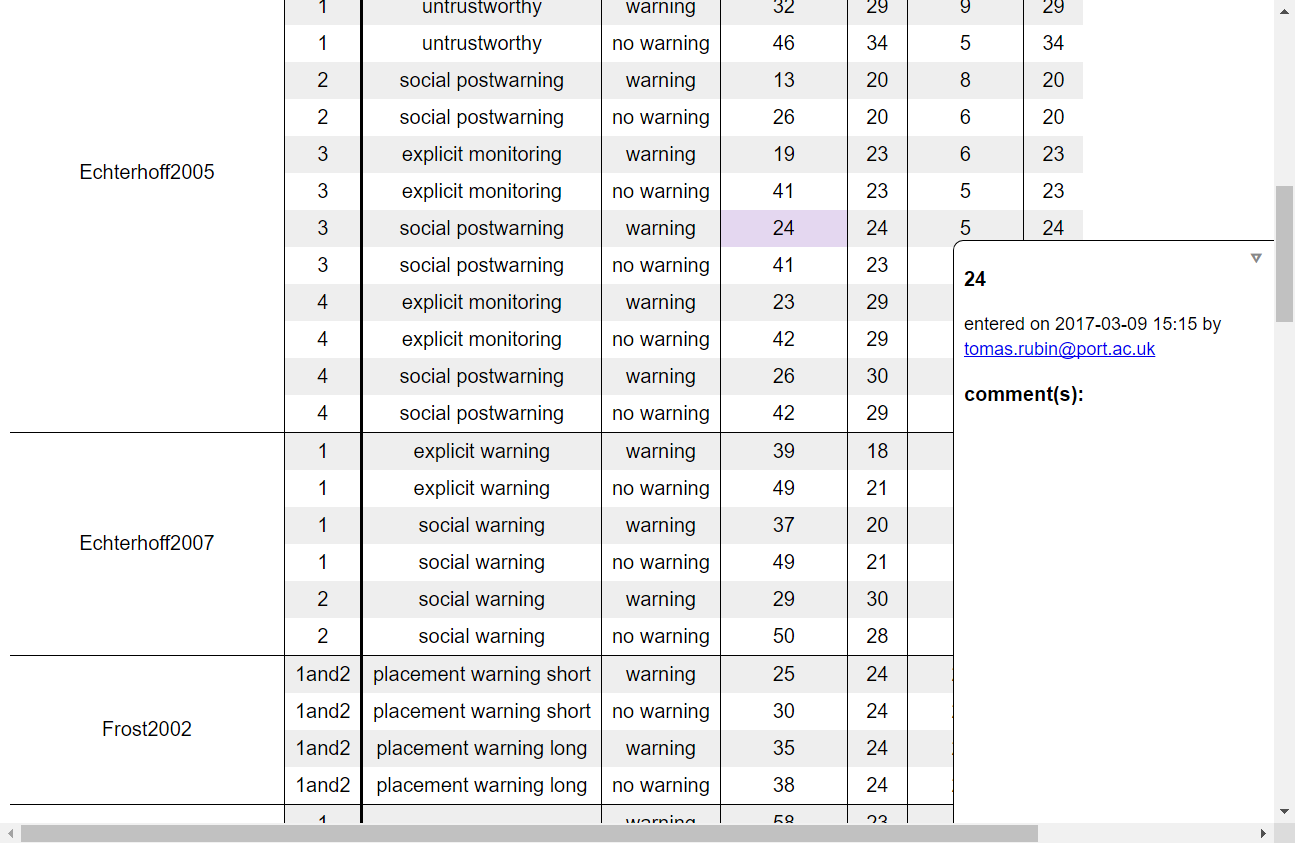 1 untrustworthy warning 32 29 9 29
1 untrustworthy no warning 46 34 5 34
2 social postwarning warning 13 20 8 20
2 social postwarning no warning 26 20 6 20
3 explicit monitoring warning 19 23 6 23
Echterhoff2005
3 explicit monitoring no warning 41 23 5 23
3 social postwarning warning 24 24 5 24
3 social postwarning no warning 41 23
4 explicit monitoring warning 23 29
4 explicit monitoring no warning 42 29
4 social postwarning warning 26 30
4 social postwarning no warning 42 29
1 explicit warning warning 39 18
1 explicit warning no warning 49 21
1 social warning warning 37 20
Echterhoff2007
1 social warning no warning 49 21
2 social warning warning 29 30
2 social warning no warning 50 28
1and2 placement warning short warning 25 24
1and2 placement warning short no warning 30 24
Frost2002
1and2 placement warning long warning 35 24
1and2 placement warning long no warning 38 24
1 warning 58 23
24
entered on 2017-03-09 15:15 by
tomas.rubin@port.ac.uk
comment(s):